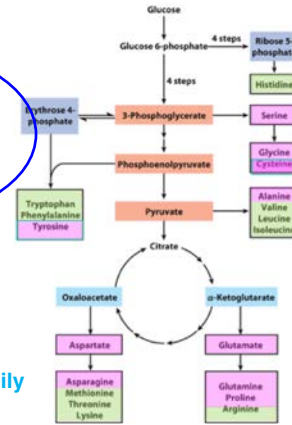 Glucose
Glucose 6-phosphate
4 steps
Ribose 5-
phosphate
Histidine
4 steps
Erythrose 4-
phosphate
3-Phosphoglycerate
Serine
Glycine
Cysteine
Phosphoenolpyruvate
Tryptophan
Phenylalanine
Tyrosine
Pyruvate
Alanine
Valine
Leucine
Isoleucine
Citrate
Oxaloacetate
α-Ketoglutarate
Aspartate
Glutamate
ily
Asparagine
Methionine
Threonine
Lysine
Glutamine
Proline
Arginine